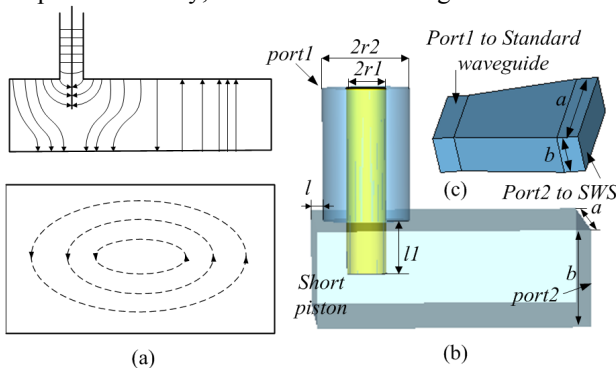 port1
2r2
2r1
Port1 to Standard
waveguide
a
b
(c)
Port2 to SWS
l
l1
a
b
Short
piston
port2
(a)
(b)